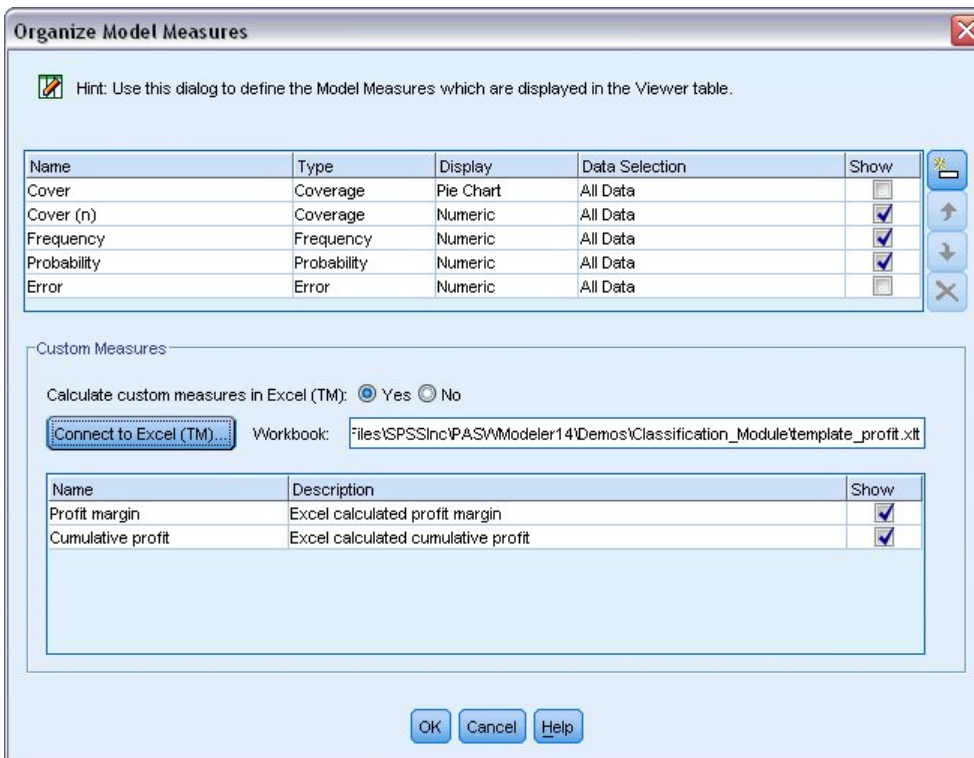 Organize Model Measures
Hint: Use this dialog to define the Model Measures which are displayed in the Viewer table.
Name Type Display Data Selection Show
Cover Coverage Pie Chart All Data
Cover (n) Coverage Numeric All Data
Frequency Frequency Numeric All Data
Probability Probability Numeric All Data
Error Error Numeric All Data
Custom Measures
Calculate custom measures in Excel (TM): Yes No
Connect to Excel (TM)... Workbook: Files\SPSSInc\PASWModeler14\Demos\Classification_Module\template_profit.xlt
Name Description Show
Profit margin Excel calculated profit margin
Cumulative profit Excel calculated cumulative profit
OK Cancel Help